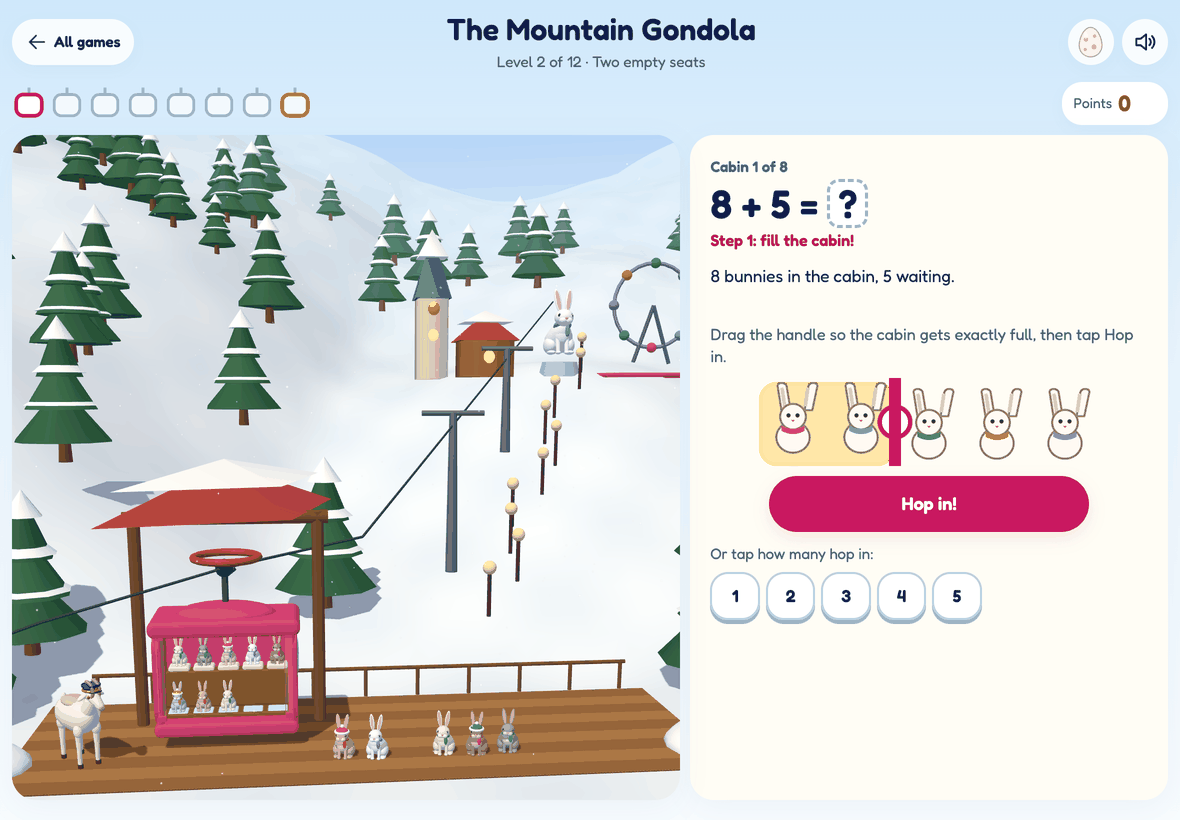 All games
The Mountain Gondola
Level 2 of 12 · Two empty seats
Points 0
Cabin 1 of 8
8 + 5 = ?
Step 1: fill the cabin!
8 bunnies in the cabin, 5 waiting.
Drag the handle so the cabin gets exactly full, then tap Hop
in.
Hop in!
Or tap how many hop in:
1 2 3 4 5